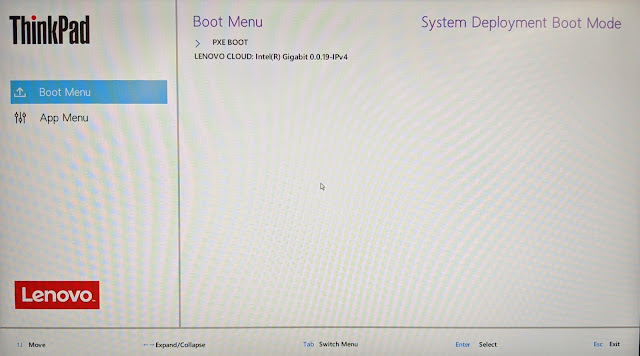 ThinkPad
Boot Menu
System Deployment Boot Mode
PXE BOOT
LENOVO CLOUD: Intel(R) Gigabit 0.0.19-IPv4
Boot Menu
App Menu
Lenovo
↑↓ Move ←→ Expand/Collapse Tab Switch Menu Enter Select Esc Exit